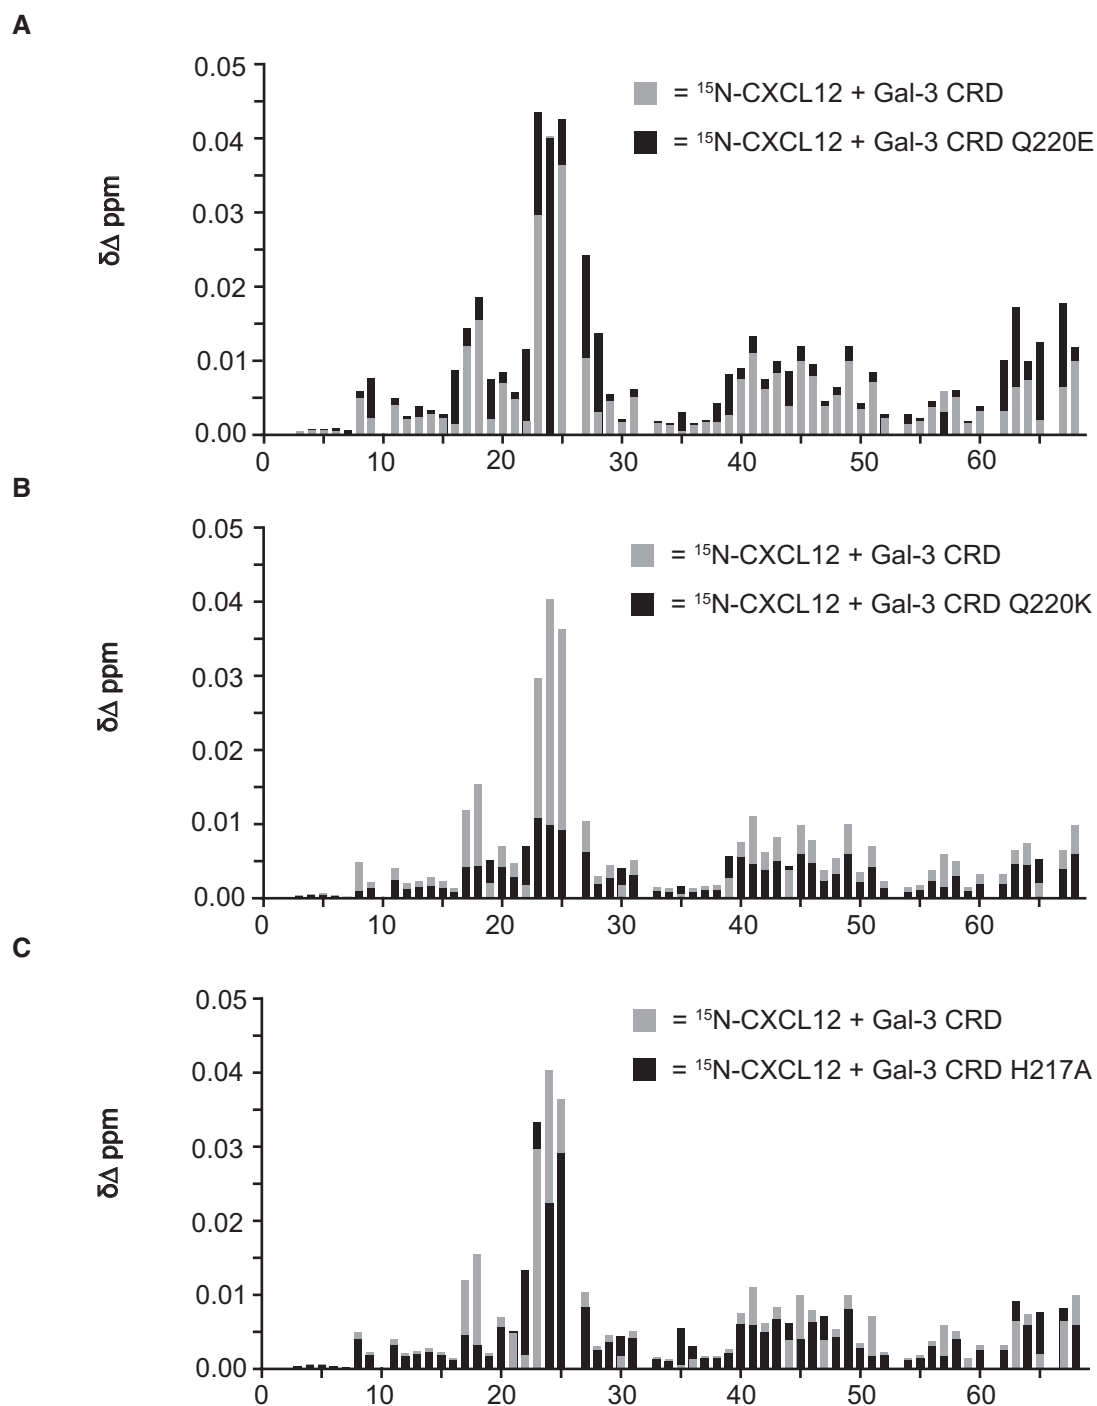 A
0.05
0.04
0.03
0.02
0.01
0.00
δΔ ppm
= ¹⁵N-CXCL12 + Gal-3 CRD
= ¹⁵N-CXCL12 + Gal-3 CRD Q220E
0 10 20 30 40 50 60
B
0.05
0.04
0.03
0.02
0.01
0.00
δΔ ppm
= ¹⁵N-CXCL12 + Gal-3 CRD
= ¹⁵N-CXCL12 + Gal-3 CRD Q220K
0 10 20 30 40 50 60
C
0.05
0.04
0.03
0.02
0.01
0.00
δΔ ppm
= ¹⁵N-CXCL12 + Gal-3 CRD
= ¹⁵N-CXCL12 + Gal-3 CRD H217A
0 10 20 30 40 50 60